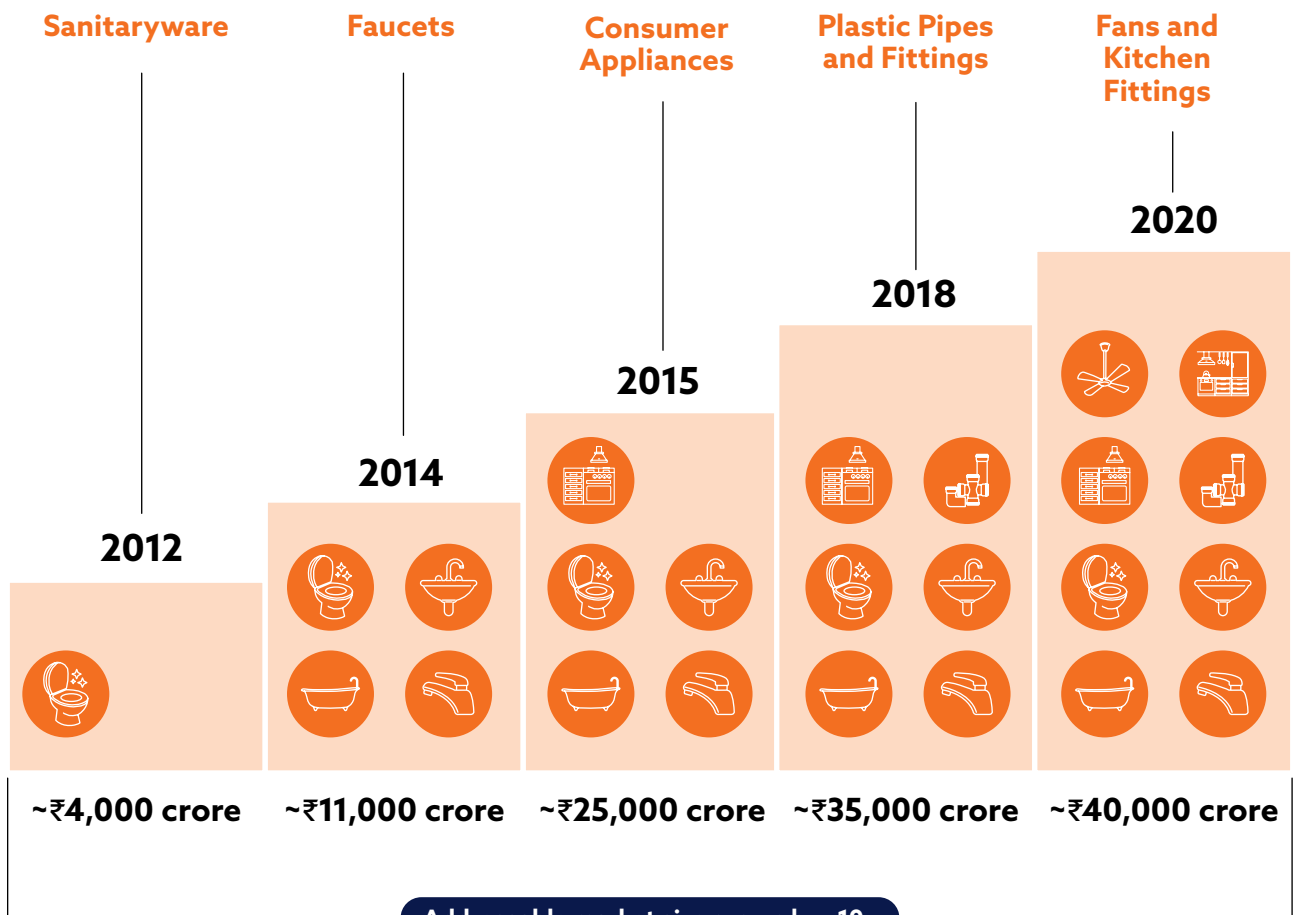 Sanitaryware
Faucets
Consumer
Appliances
Plastic Pipes
and Fittings
Fans and
Kitchen
Fittings
2012
2014
2015
2018
2020
~₹4,000 crore
~₹11,000 crore
~₹25,000 crore
~₹35,000 crore
~₹40,000 crore